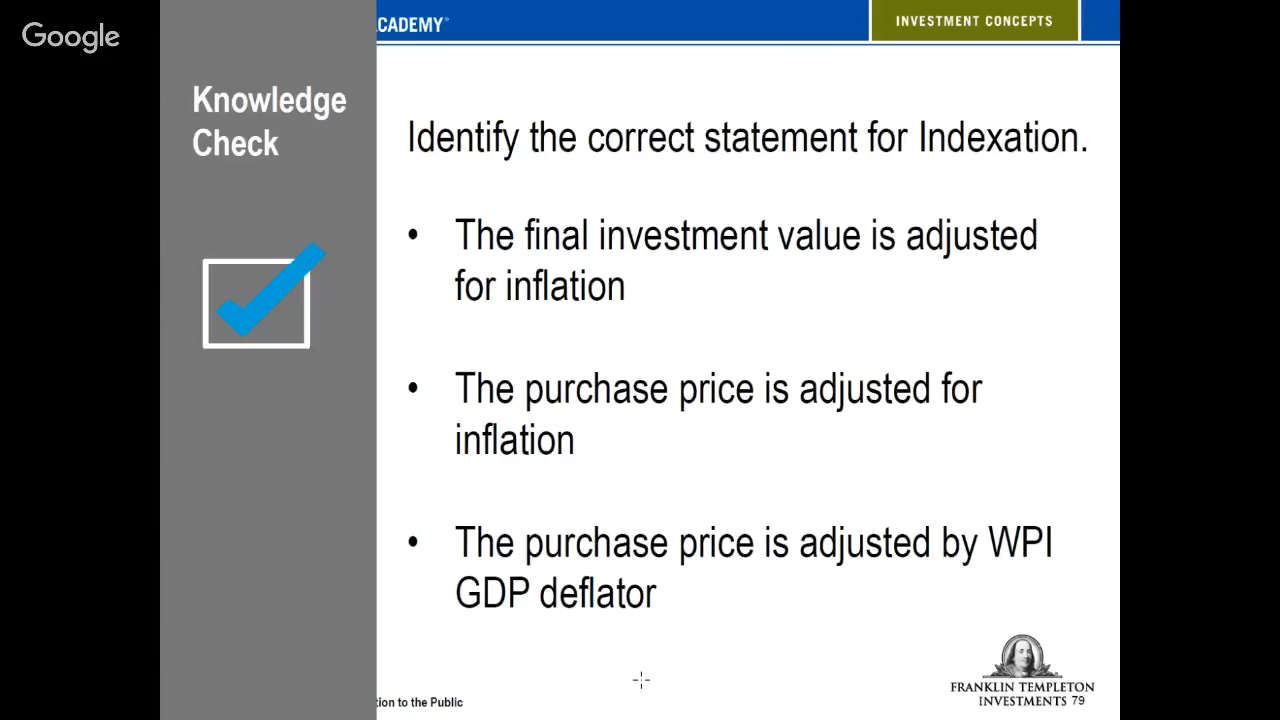 Google
CADEMY
INVESTMENT CONCEPTS
Knowledge
Check
Identify the correct statement for Indexation.
• The final investment value is adjusted
for inflation
• The purchase price is adjusted for
inflation
• The purchase price is adjusted by WPI
GDP deflator
tion to the Public
FRANKLIN TEMPLETON
INVESTMENTS 79